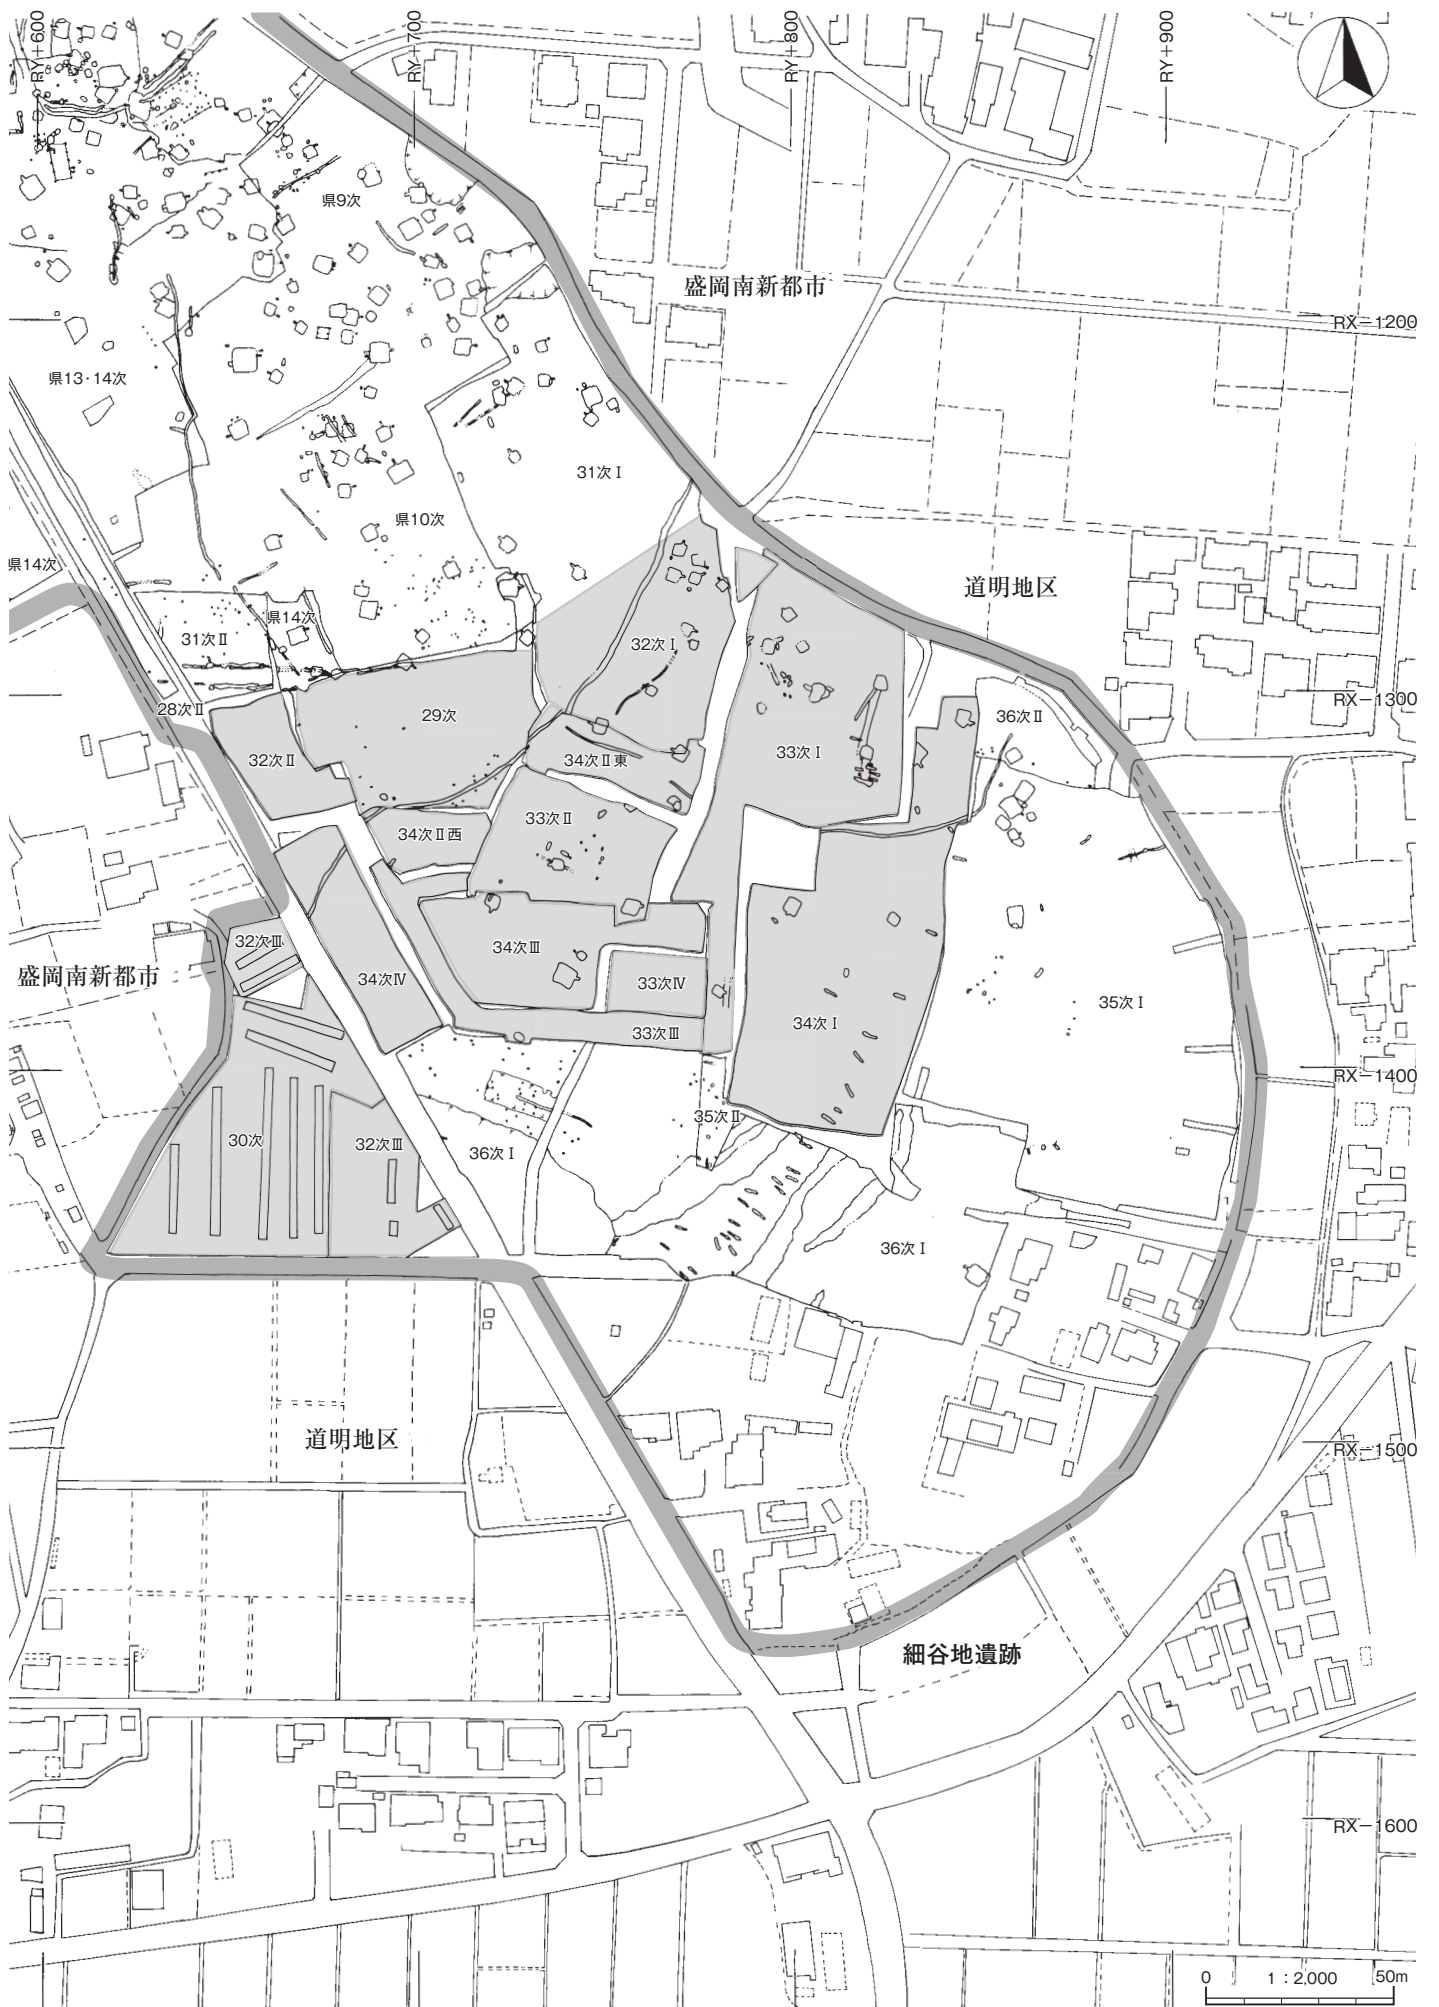 RY+600
RY+700
RY+800
RY+900
県9次
盛岡南新都市
RX-1200
県13・14次
31次Ⅰ
県10次
県14次
道明地区
31次Ⅱ
県14次
32次Ⅰ
28次Ⅱ
29次
36次Ⅱ
RX-1300
32次Ⅱ
34次Ⅱ東
33次Ⅰ
34次Ⅱ西
33次Ⅱ
32次Ⅲ
34次Ⅲ
盛岡南新都市
34次Ⅳ
33次Ⅳ
35次Ⅰ
34次Ⅰ
33次Ⅲ
RX-1400
35次Ⅱ
30次
32次Ⅲ
36次Ⅰ
36次Ⅰ
道明地区
RX-1500
細谷地遺跡
RX-1600
0 1:2,000 50m